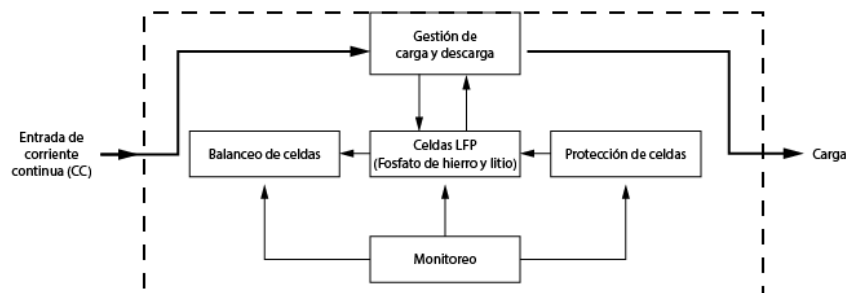 Gestión de
carga y descarga
Entrada de
corriente
continua (CC)
Balanceo de celdas
Celdas LFP
(Fosfato de hierro y litio)
Protección de celdas
Carga
Monitoreo